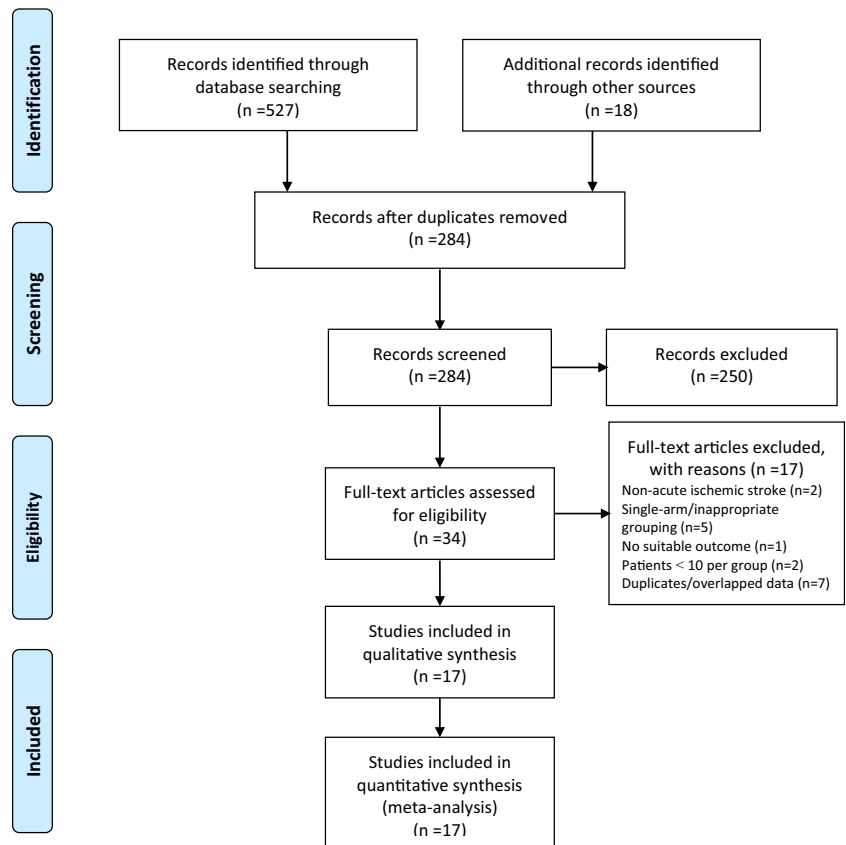 Identification
Records identified through
database searching
(n =527)
Additional records identified
through other sources
(n =18)
Records after duplicates removed
(n =284)
Screening
Records screened
(n =284)
Records excluded
(n =250)
Eligibility
Full-text articles assessed
for eligibility
(n =34)
Full-text articles excluded,
with reasons (n =17)
Non-acute ischemic stroke (n=2)
Single-arm/inappropriate
grouping (n=5)
No suitable outcome (n=1)
Patients < 10 per group (n=2)
Duplicates/overlapped data (n=7)
Studies included in
qualitative synthesis
(n =17)
Included
Studies included in
quantitative synthesis
(meta-analysis)
(n =17)